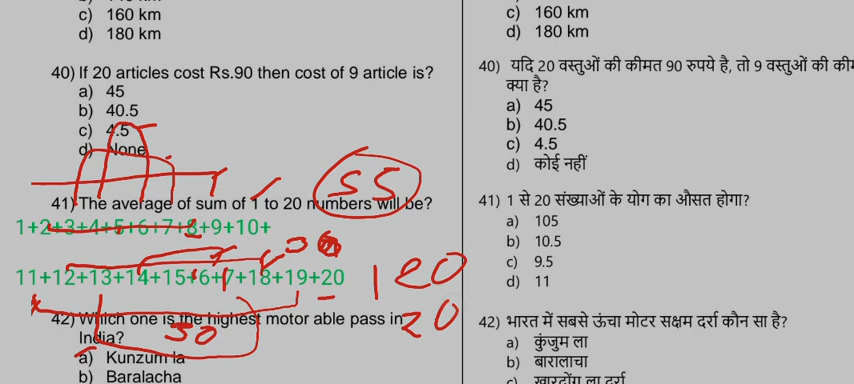 c) 160 km
d) 180 km
40) If 20 articles cost Rs.90 then cost of 9 article is?
a) 45
b) 40.5
c) 4.5
d) None
41) The average of sum of 1 to 20 numbers will be?
1+2+3+4+5+6+7+8+9+10+
11+12+13+14+15+6+7+18+19+20
55
120
20
30
42) Which one is the highest motor able pass in
India?
a) Kunzum la
b) Baralacha
c) 160 km
d) 180 km
40) यदि 20 वस्तुओं की कीमत 90 रुपये है, तो 9 वस्तुओं की
क्या है?
a) 45
b) 40.5
c) 4.5
d) कोई नहीं
41) 1 से 20 संख्याओं के योग का औसत होगा?
a) 105
b) 10.5
c) 9.5
d) 11
42) भारत में सबसे ऊंचा मोटर सक्षम दर्रा कौन सा है?
a) कुंजुम ला
b) बारालाचा
c) खारदोंग ला दर्रा